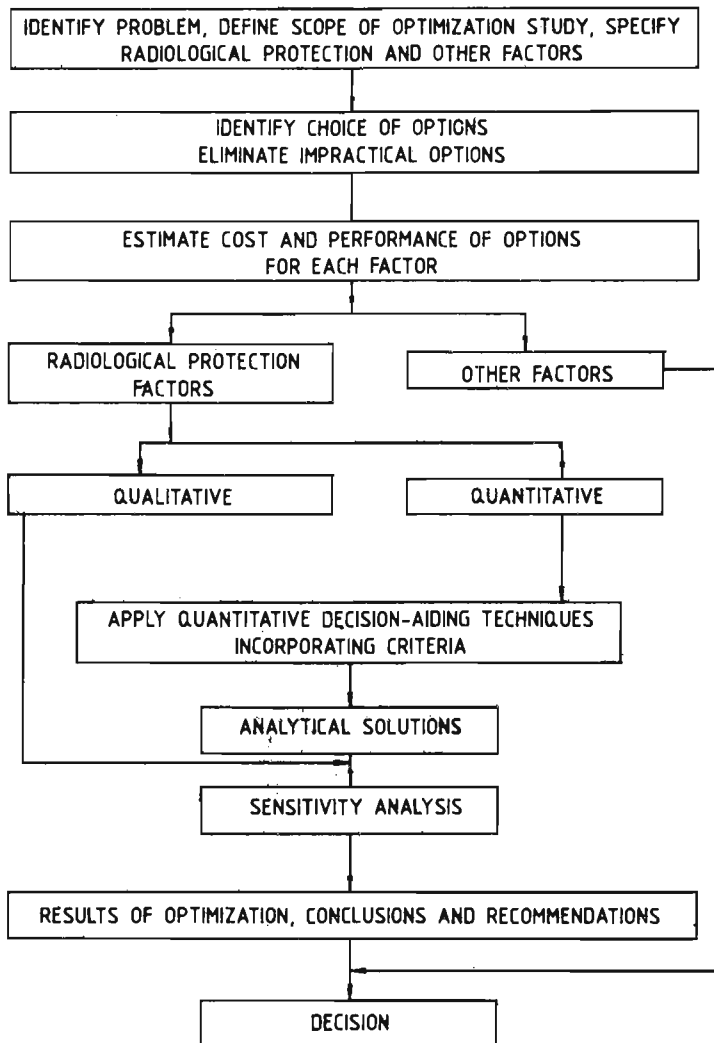 IDENTIFY PROBLEM, DEFINE SCOPE OF OPTIMIZATION STUDY, SPECIFY
RADIOLOGICAL PROTECTION AND OTHER FACTORS
IDENTIFY CHOICE OF OPTIONS
ELIMINATE IMPRACTICAL OPTIONS
ESTIMATE COST AND PERFORMANCE OF OPTIONS
FOR EACH FACTOR
RADIOLOGICAL PROTECTION
FACTORS
OTHER FACTORS
QUALITATIVE
QUANTITATIVE
APPLY QUANTITATIVE DECISION-AIDING TECHNIQUES
INCORPORATING CRITERIA
ANALYTICAL SOLUTIONS
SENSITIVITY ANALYSIS
RESULTS OF OPTIMIZATION, CONCLUSIONS AND RECOMMENDATIONS
DECISION